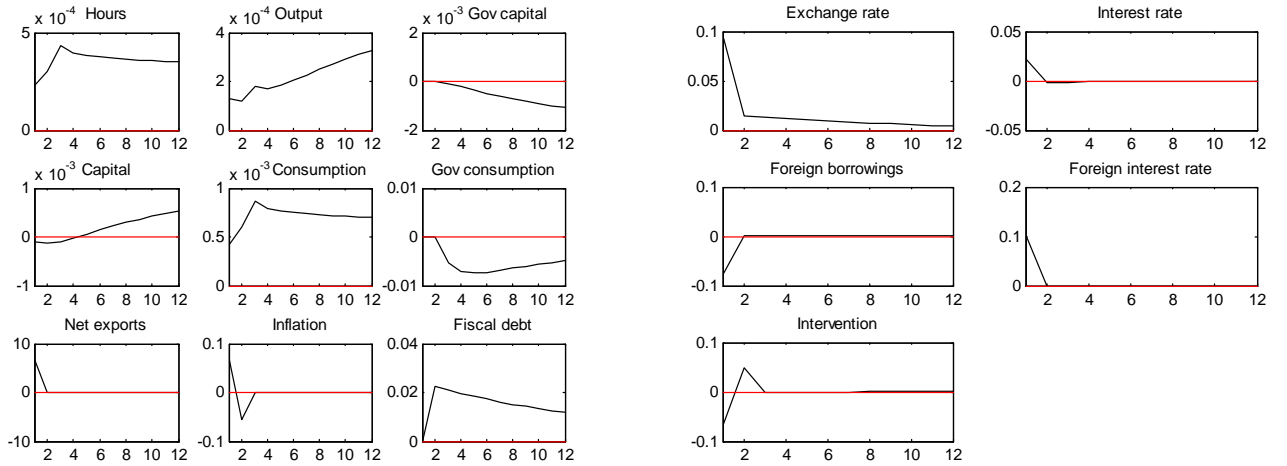 x 10⁻⁴ Hours
5
0
2 4 6 8 10 12
x 10⁻⁴ Output
4
2
0
2 4 6 8 10 12
x 10⁻³ Gov capital
2
0
-2
2 4 6 8 10 12
Exchange rate
0.1
0.05
0
2 4 6 8 10 12
Interest rate
0.05
0
-0.05
2 4 6 8 10 12
x 10⁻³ Capital
1
0
-1
2 4 6 8 10 12
x 10⁻³ Consumption
1
0.5
0
2 4 6 8 10 12
Gov consumption
0.01
0
-0.01
2 4 6 8 10 12
Foreign borrowings
0.1
0
-0.1
2 4 6 8 10 12
Foreign interest rate
0.2
0.1
0
2 4 6 8 10 12
Net exports
10
0
-10
2 4 6 8 10 12
Inflation
0.1
0
-0.1
2 4 6 8 10 12
Fiscal debt
0.04
0.02
0
2 4 6 8 10 12
Intervention
0.1
0
-0.1
2 4 6 8 10 12